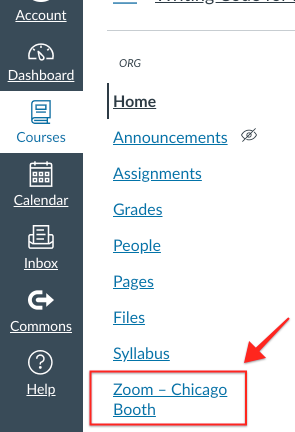 Account
Dashboard
Courses
Calendar
Inbox
Commons
Help
ORG
Home
Announcements
Assignments
Grades
People
Pages
Files
Syllabus
Zoom – Chicago
Booth